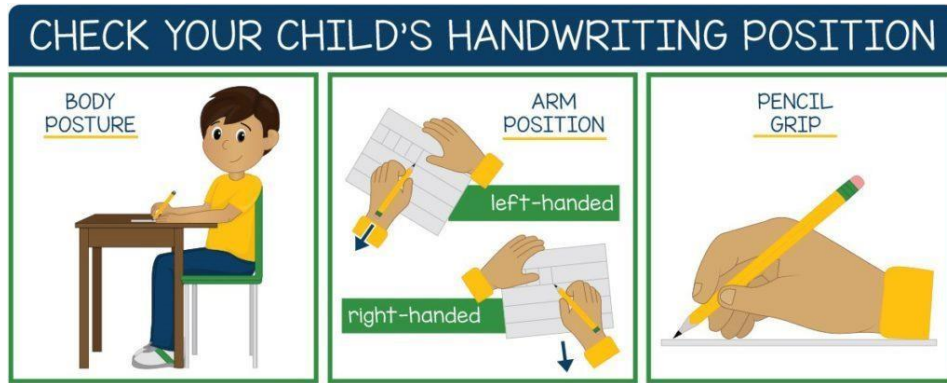 CHECK YOUR CHILD'S HANDWRITING POSITION
BODY
POSTURE
ARM
POSITION
left-handed
right-handed
PENCIL
GRIP